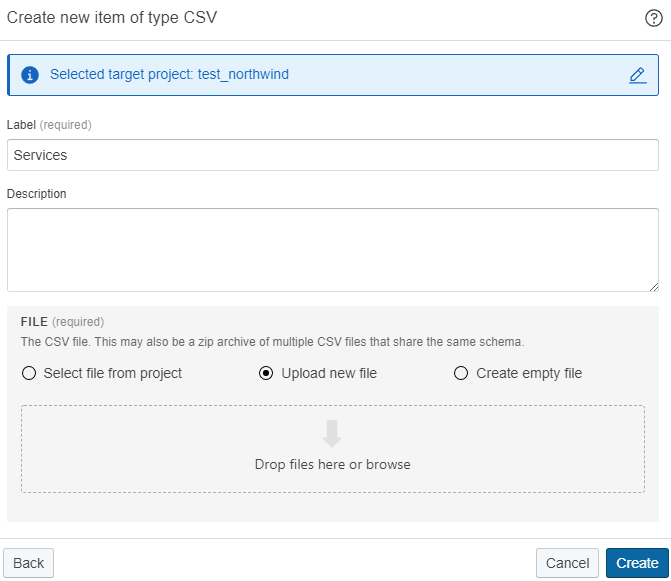 Create new item of type CSV
Selected target project: test_northwind
Label (required)
Services
Description
FILE (required)
The CSV file. This may also be a zip archive of multiple CSV files that share the same schema.
Select file from project Upload new file Create empty file
Drop files here or browse
Back Cancel Create